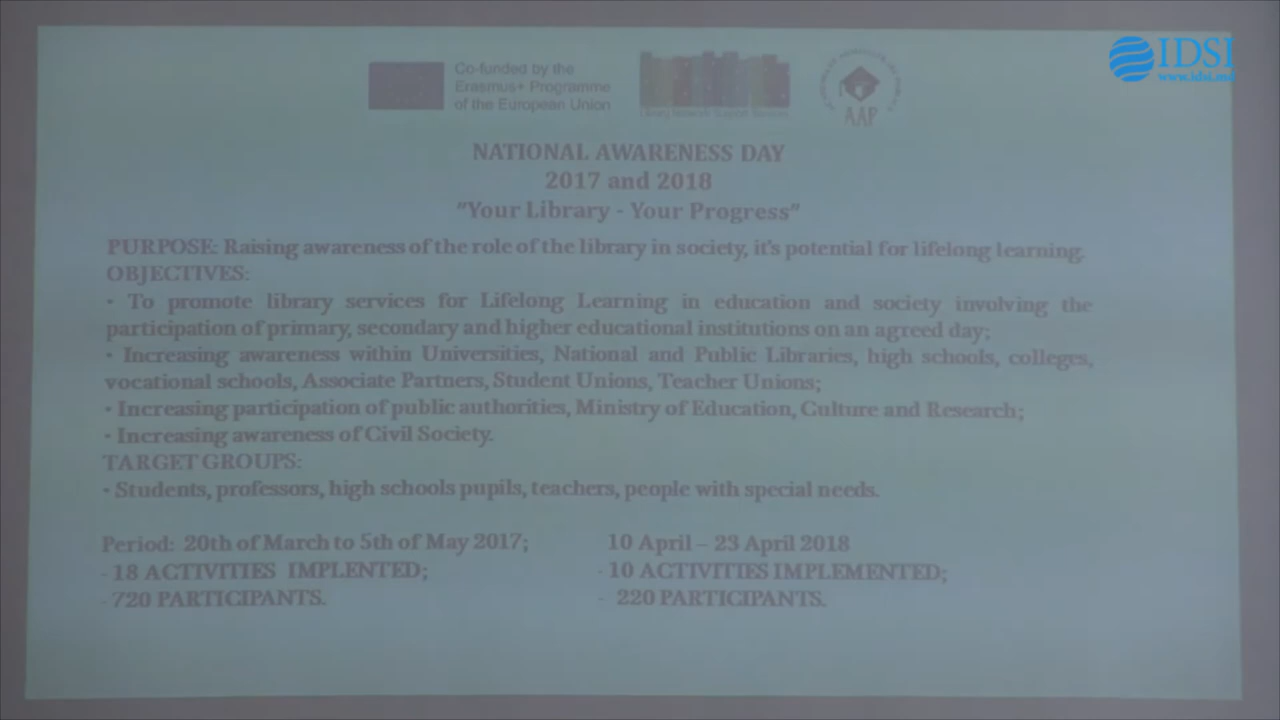 IDSI
www.idsi.md
Co-funded by the
Erasmus+ Programme
of the European Union
Library Network Support Services
AAP
NATIONAL AWARENESS DAY
2017 and 2018
"Your Library - Your Progress"
PURPOSE: Raising awareness of the role of the library in society, it's potential for lifelong learning.
OBJECTIVES:
• To promote library services for Lifelong Learning in education and society involving the
participation of primary, secondary and higher educational institutions on an agreed day;
• Increasing awareness within Universities, National and Public Libraries, high schools, colleges,
vocational schools, Associate Partners, Student Unions, Teacher Unions;
• Increasing participation of public authorities, Ministry of Education, Culture and Research;
• Increasing awareness of Civil Society.
TARGET GROUPS:
• Students, professors, high schools pupils, teachers, people with special needs.
Period: 20th of March to 5th of May 2017; 10 April – 23 April 2018
- 18 ACTIVITIES IMPLENTED; - 10 ACTIVITIES IMPLEMENTED;
- 720 PARTICIPANTS. - 220 PARTICIPANTS.